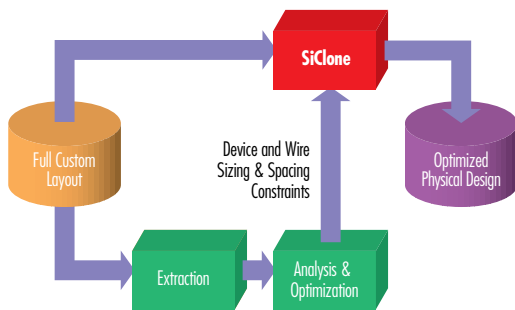 SiClone
Full Custom
Layout
Device and Wire
Sizing & Spacing
Constraints
Optimized
Physical Design
Extraction
Analysis &
Optimization